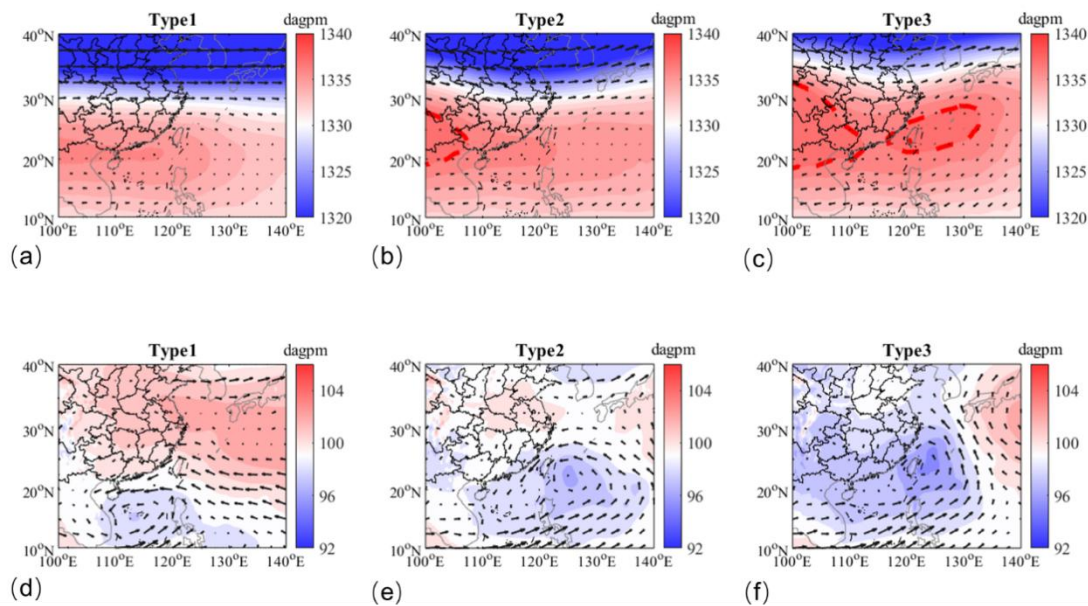 Type1 dagpm
40°N 1340
30°N 1335
1330
20°N 1325
10°N 1320
100°E 110°E 120°E 130°E 140°E
(a)
Type2 dagpm
40°N 1340
30°N 1335
1330
20°N 1325
10°N 1320
100°E 110°E 120°E 130°E 140°E
(b)
Type3 dagpm
40°N 1340
30°N 1335
1330
20°N 1325
10°N 1320
100°E 110°E 120°E 130°E 140°E
(c)
Type1 dagpm
40°N 104
30°N 100
20°N 96
10°N 92
100°E 110°E 120°E 130°E 140°E
(d)
Type2 dagpm
40°N 104
30°N 100
20°N 96
10°N 92
100°E 110°E 120°E 130°E 140°E
(e)
Type3 dagpm
40°N 104
30°N 100
20°N 96
10°N 92
100°E 110°E 120°E 130°E 140°E
(f)